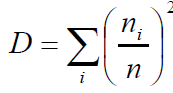 D = ∑_i (n_i / n)^2